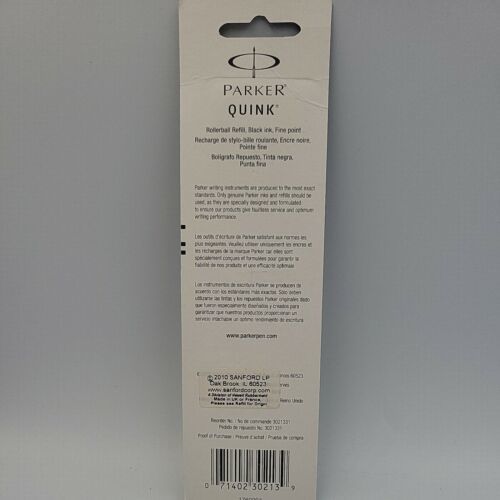 PARKER®
QUINK®
Rollerball Refill, Black ink, Fine point
Recharge de stylo-bille roulante, Encre noire,
Pointe fine
Bolígrafo Repuesto, Tinta negra,
Punta fina
Parker writing instruments are produced to the most exact
standards. Only genuine Parker inks and refills should be
used, as they are specially designed and formulated
to ensure our products give faultless service and optimum
writing performance.
Les outils d'écriture de Parker satisfont aux normes les
plus exigeantes. Veuillez utiliser uniquement les encres et
les recharges de la marque Parker car elles sont
spécialement conçues et formulées pour garantir la
fiabilité de nos produits et une efficacité optimale.
Los instrumentos de escritura Parker se producen de
acuerdo con los estándares más exactos. Sólo deben
utilizarse las tintas y los repuestos Parker originales dado
que fueron especialmente diseñados y creados para
garantizar que nuestros productos proporcionan un
servicio intachable un optimo rendimiento de escritura.
www.parkerpen.com
60523
© 2010 SANFORD LP
Oak Brook IL 60523
www.sanfordcorp.com
A Division of Newell Rubbermaid
Made in UK or France,
Please see Refill for Origin
Reino Unido
Reorder No.: / No de commande 3021331
Pedido de repuesto No.: 3021331
Proof of Purchase / Preuve d'achat / Prueba de compra
0 71402 30213 9